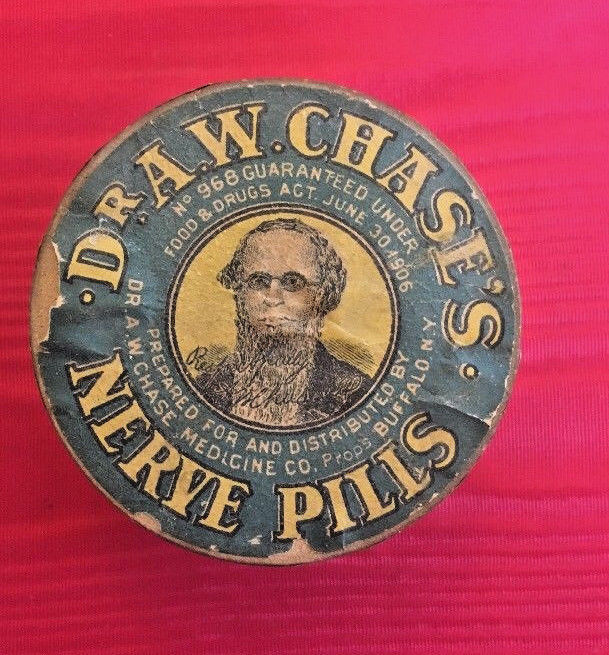 DR. A.W. CHASE'S
Nº 968 GUARANTEED UNDER
FOOD & DRUGS ACT JUNE 30 1906
PREPARED FOR AND DISTRIBUTED BY
DR A W CHASE MEDICINE CO. Prop's BUFFALO N.Y.
NERVE PILLS